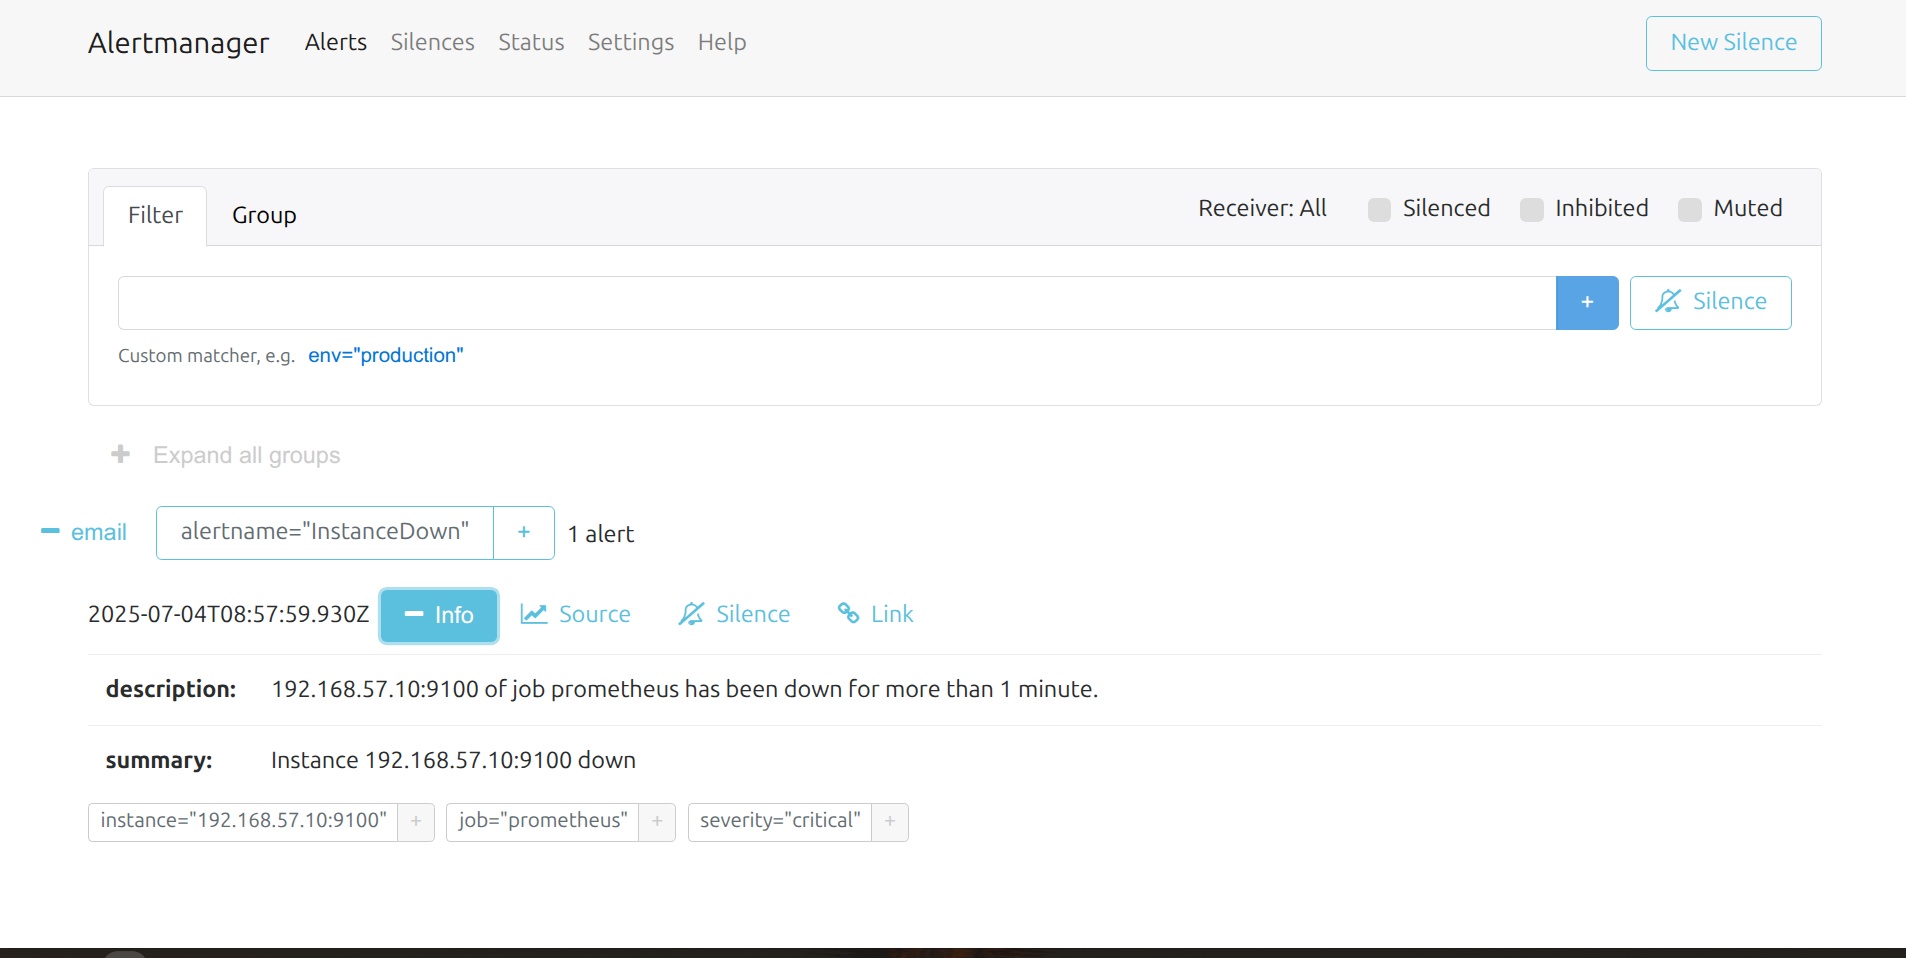 Alertmanager Alerts Silences Status Settings Help New Silence
Filter Group Receiver: All Silenced Inhibited Muted
+ Silence
Custom matcher, e.g. env="production"
+ Expand all groups
− email alertname="InstanceDown" + 1 alert
2025-07-04T08:57:59.930Z − Info Source Silence Link
description: 192.168.57.10:9100 of job prometheus has been down for more than 1 minute.
summary: Instance 192.168.57.10:9100 down
instance="192.168.57.10:9100" + job="prometheus" + severity="critical" +